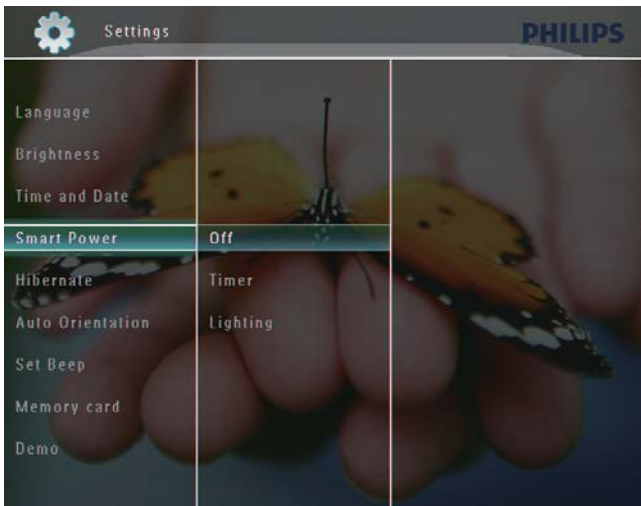 Settings
PHILIPS
Language
Brightness
Time and Date
Smart Power
Off
Hibernate
Timer
Auto Orientation
Lighting
Set Beep
Memory card
Demo